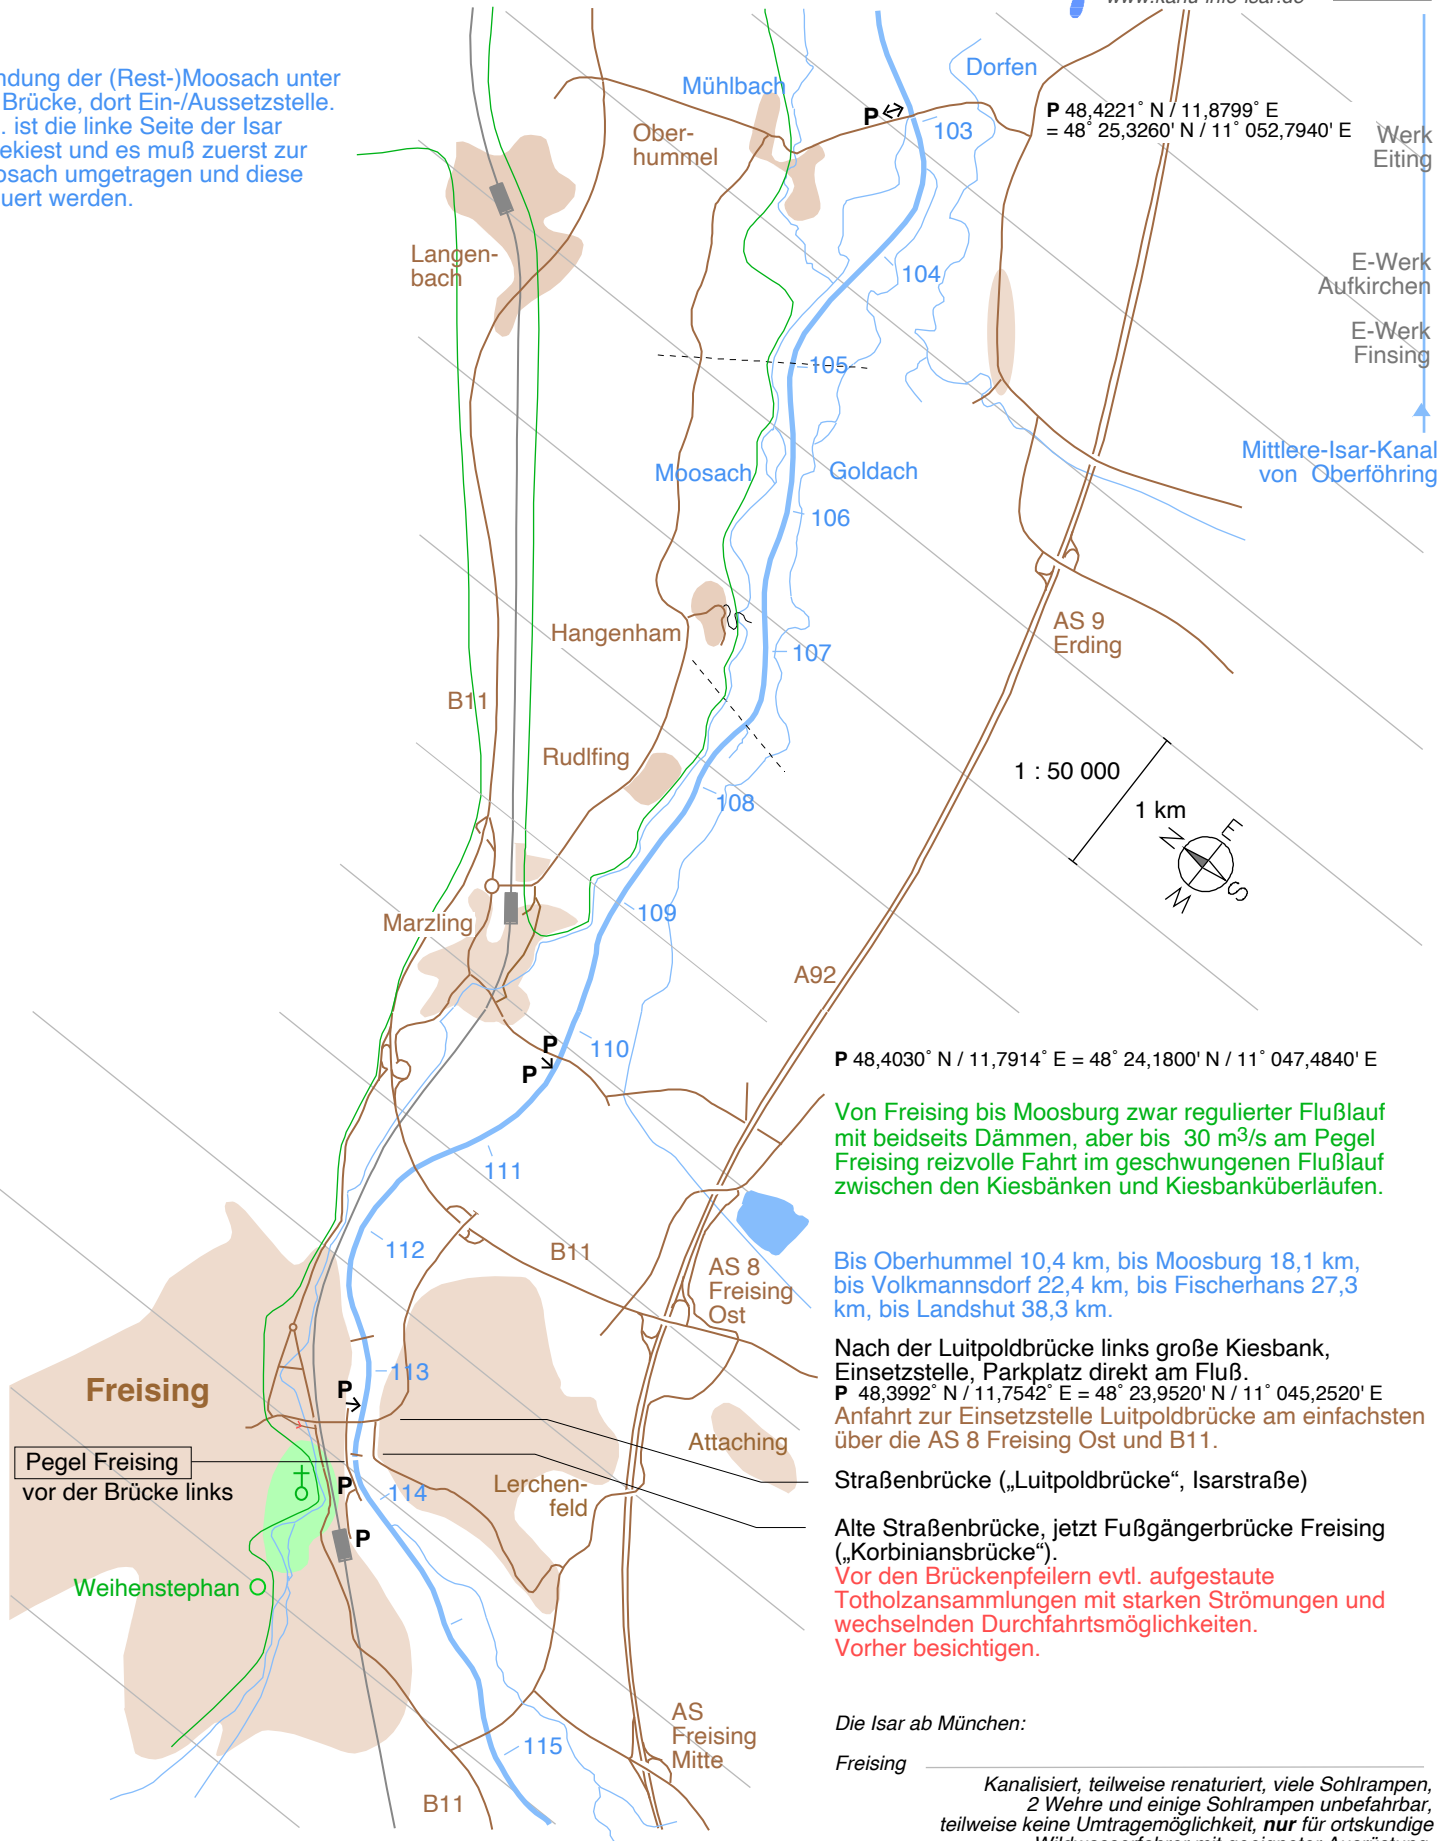 www.kanu-info-isar.de
ndung der (Rest-)Moosach unter
Brücke, dort Ein-/Aussetzstelle.
. ist die linke Seite der Isar
ekiest und es muß zuerst zur
osach umgetragen und diese
uert werden.
Mühlbach
Dorfen
P
P 48,4221° N / 11,8799° E
= 48° 25,3260' N / 11° 052,7940' E
103
Ober-
hummel
Werk
Eiting
Langen-
bach
104
E-Werk
Aufkirchen
E-Werk
Finsing
105
Mittlere-Isar-Kanal
von Oberföhring
Moosach
Goldach
106
Hangenham
AS 9
Erding
107
B11
Rudlfing
108
1 : 50 000
1 km
N
E
S
W
109
Marzling
A92
110
P
P
P 48,4030° N / 11,7914° E = 48° 24,1800' N / 11° 047,4840' E
Von Freising bis Moosburg zwar regulierter Flußlauf
mit beidseits Dämmen, aber bis 30 m³/s am Pegel
Freising reizvolle Fahrt im geschwungenen Flußlauf
zwischen den Kiesbänken und Kiesbanküberläufen.
111
112
B11
AS 8
Freising
Ost
Bis Oberhummel 10,4 km, bis Moosburg 18,1 km,
bis Volkmannsdorf 22,4 km, bis Fischerhans 27,3
km, bis Landshut 38,3 km.
Nach der Luitpoldbrücke links große Kiesbank,
Einsetzstelle, Parkplatz direkt am Fluß.
P 48,3992° N / 11,7542° E = 48° 23,9520' N / 11° 045,2520' E
Anfahrt zur Einsetzstelle Luitpoldbrücke am einfachsten
über die AS 8 Freising Ost und B11.
113
Freising
P
Attaching
Pegel Freising
vor der Brücke links
P
114
Lerchen-
feld
Straßenbrücke („Luitpoldbrücke“, Isarstraße)
P
Alte Straßenbrücke, jetzt Fußgängerbrücke Freising
(„Korbiniansbrücke“).
Vor den Brückenpfeilern evtl. aufgestaute
Totholzansammlungen mit starken Strömungen und
wechselnden Durchfahrtsmöglichkeiten.
Vorher besichtigen.
Weihenstephan
AS
Freising
Mitte
115
B11
Die Isar ab München:
Freising
Kanalisiert, teilweise renaturiert, viele Sohlrampen,
2 Wehre und einige Sohlrampen unbefahrbar,
teilweise keine Umtragemöglichkeit, nur für ortskundige
Wildwasserfahrer mit geeigneter Ausrüstung.